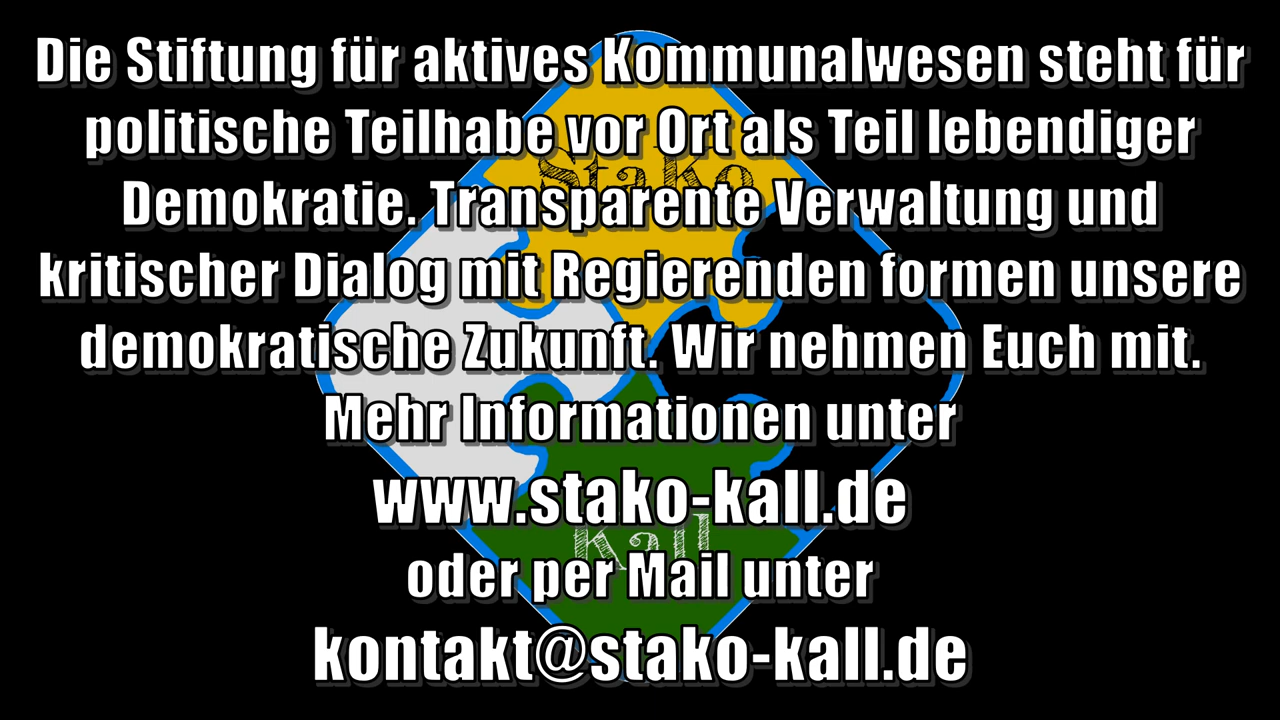 Die Stiftung für aktives Kommunalwesen steht für
politische Teilhabe vor Ort als Teil lebendiger
StaKo
Demokratie. Transparente Verwaltung und
kritischer Dialog mit Regierenden formen unsere
demokratische Zukunft. Wir nehmen Euch mit.
Mehr Informationen unter
www.stako-kall.de
Kall
oder per Mail unter
kontakt@stako-kall.de